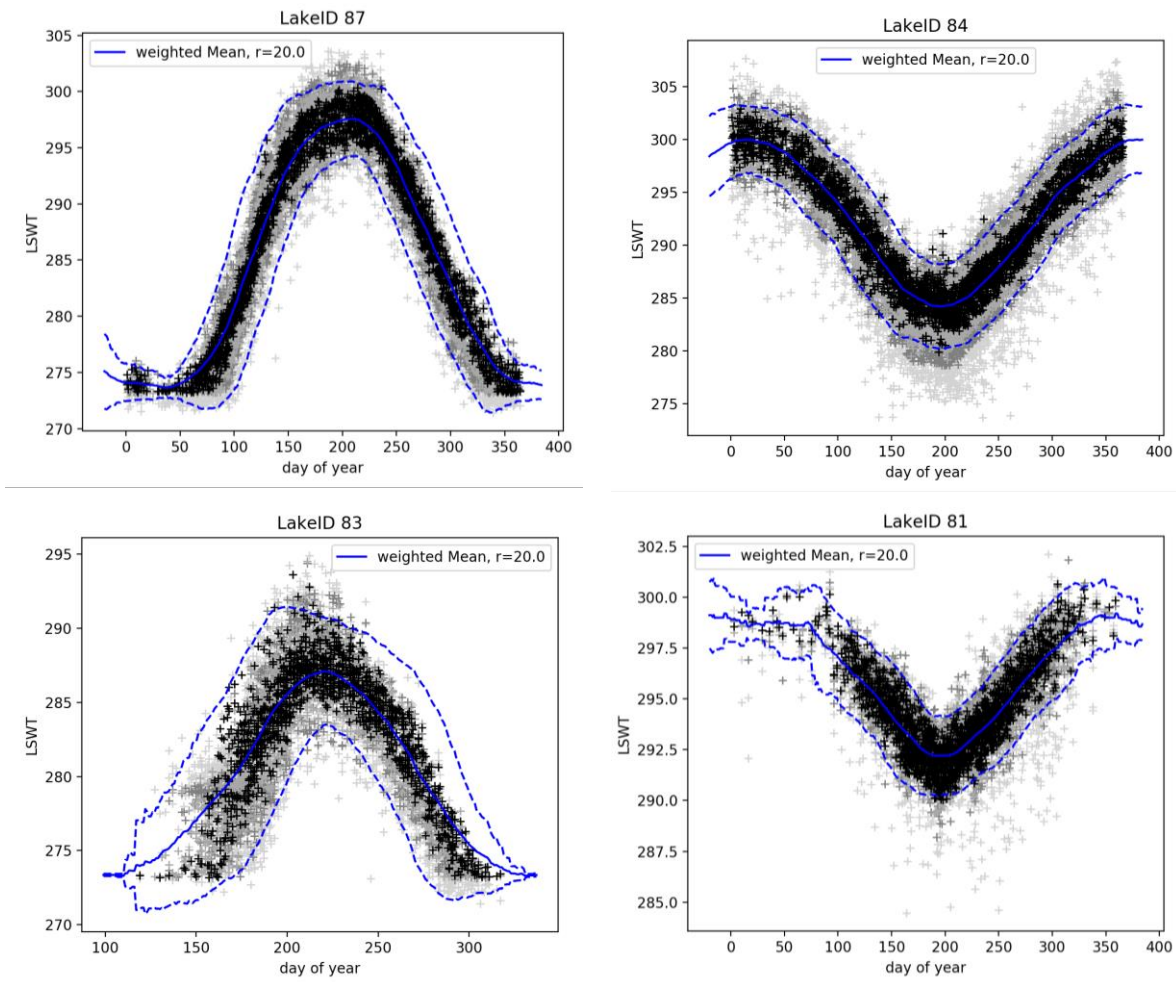 LakeID 87
weighted Mean, r=20.0
305
300
295
290
285
280
275
270
LSWT
0 50 100 150 200 250 300 350 400
day of year
LakeID 84
weighted Mean, r=20.0
305
300
295
290
285
280
275
LSWT
0 50 100 150 200 250 300 350 400
day of year
LakeID 83
weighted Mean, r=20.0
295
290
285
280
275
270
LSWT
100 150 200 250 300
day of year
LakeID 81
weighted Mean, r=20.0
302.5
300.0
297.5
295.0
292.5
290.0
287.5
285.0
LSWT
0 50 100 150 200 250 300 350 400
day of year